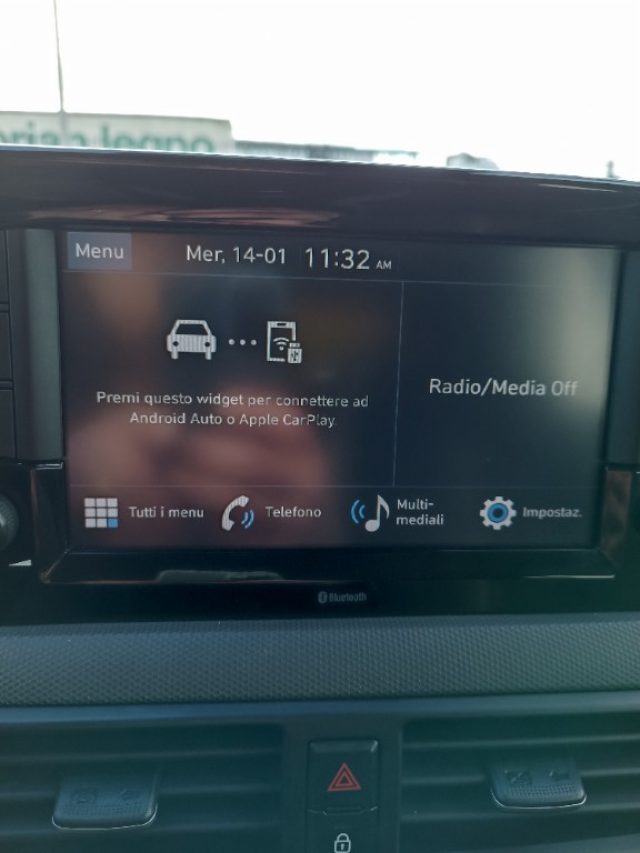 legno
Menu
Mer, 14-01 11:32 AM
Premi questo widget per connettere ad
Android Auto o Apple CarPlay.
Radio/Media Off
Tutti i menu
Telefono
Multi-
mediali
Impostaz.
Bluetooth